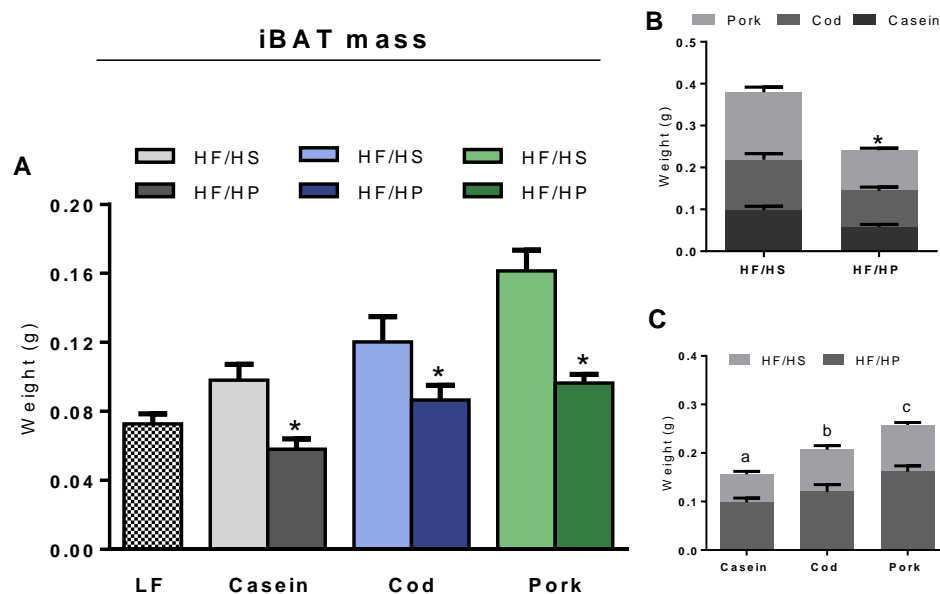 iBAT mass
A
HF/HS HF/HS HF/HS
HF/HP HF/HP HF/HP
Weight (g)
0.20
0.16
0.12
0.08
0.04
0.00
* * *
LF Casein Cod Pork
B
Pork Cod Casein
Weight (g)
0.5
0.4
0.3
0.2
0.1
0.0
*
HF/HS HF/HP
C
HF/HS HF/HP
Weight (g)
0.4
0.3
0.2
0.1
0.0
a b c
Casein Cod Pork